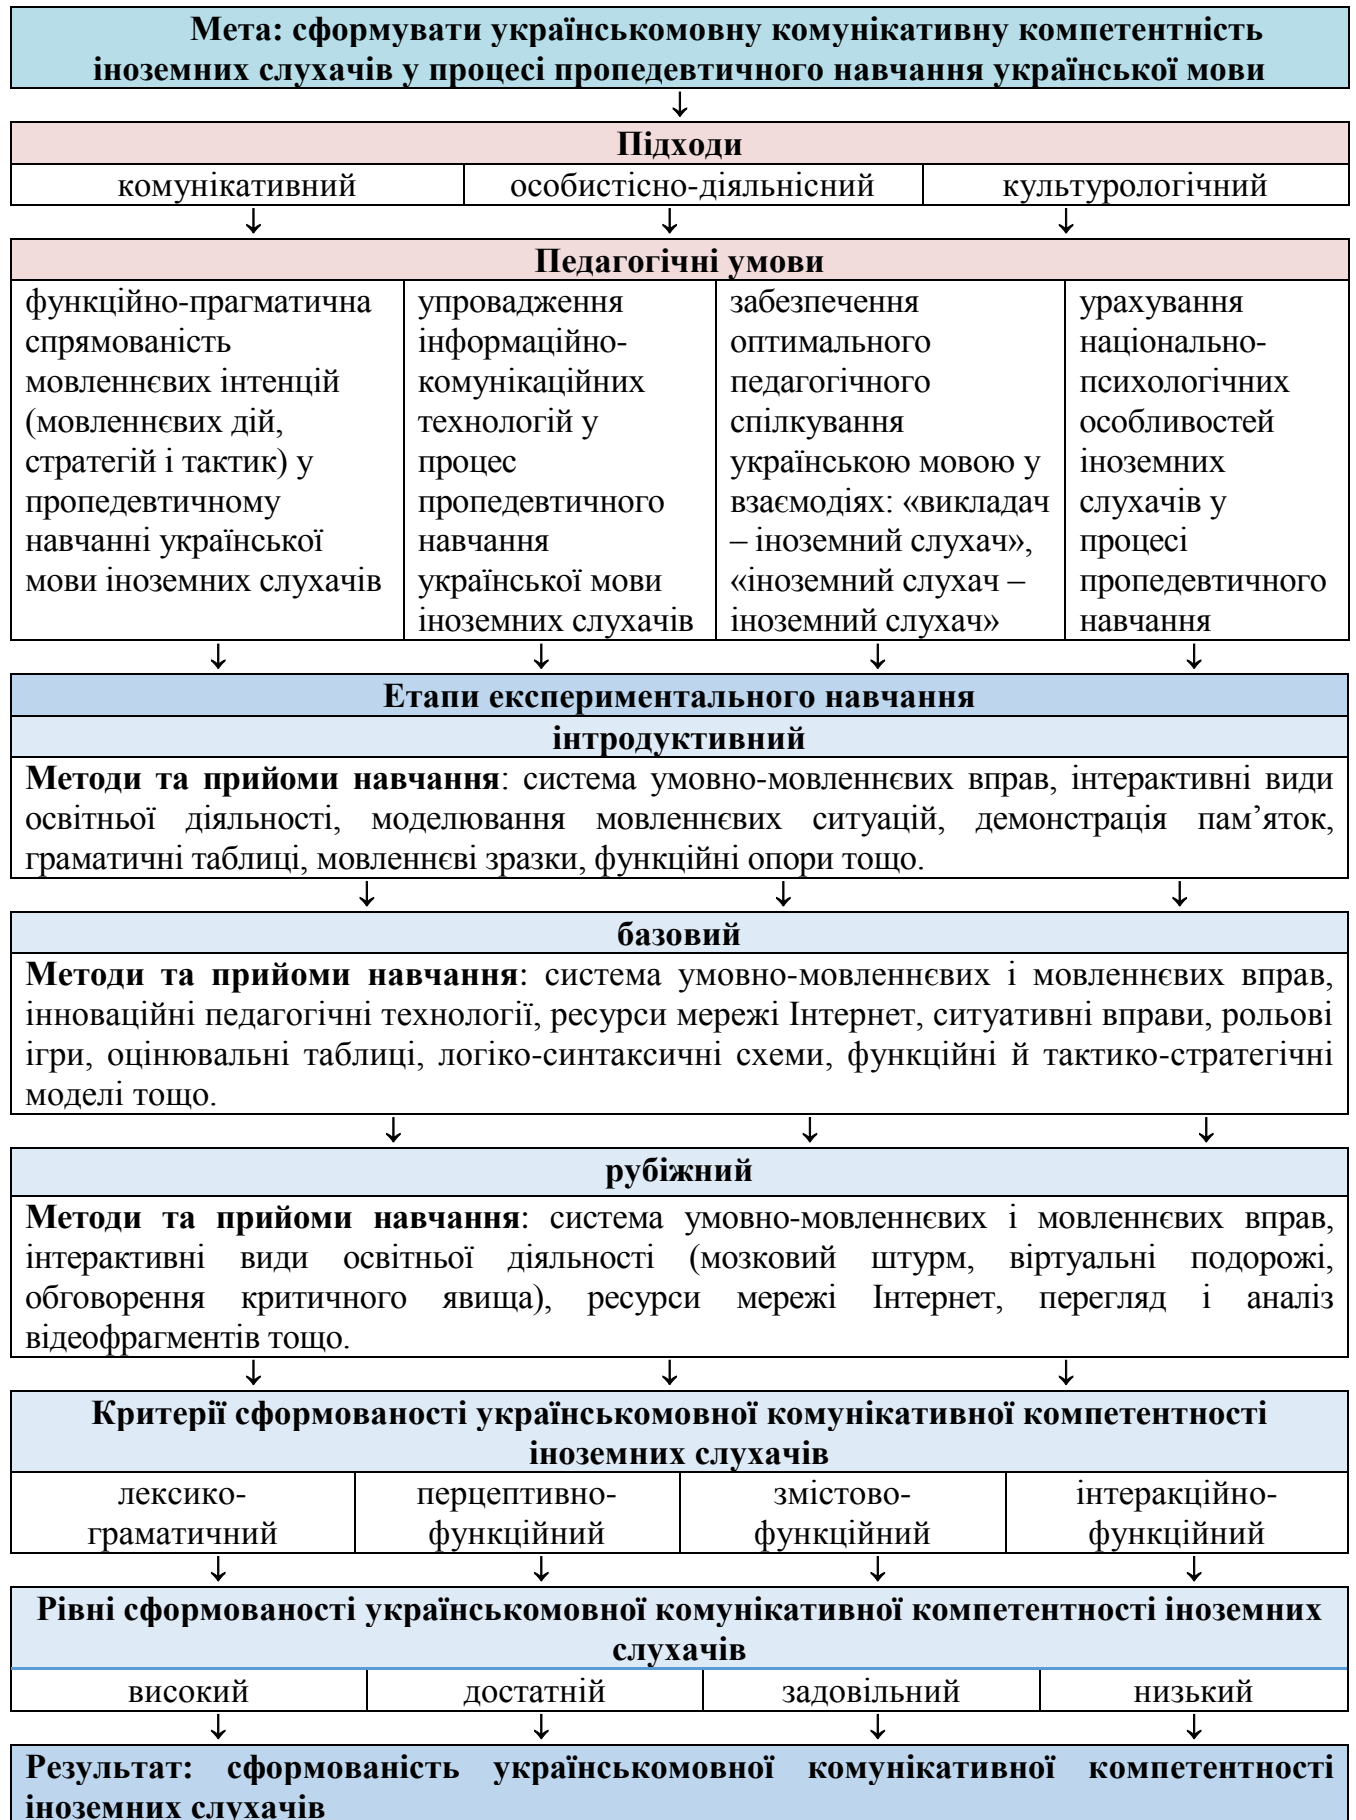 Мета: сформувати українськомовну комунікативну компетентність
іноземних слухачів у процесі пропедевтичного навчання української мови
↓
Підходи
комунікативний
особистісно-діяльнісний
культурологічний
↓ ↓ ↓
Педагогічні умови
функційно-прагматична
спрямованість
мовленнєвих інтенцій
(мовленнєвих дій,
стратегій і тактик) у
пропедевтичному
навчанні української
мови іноземних слухачів
упровадження
інформаційно-
комунікаційних
технологій у
процес
пропедевтичного
навчання
української мови
іноземних слухачів
забезпечення
оптимального
педагогічного
спілкування
українською мовою у
взаємодіях: «викладач
– іноземний слухач»,
«іноземний слухач –
іноземний слухач»
урахування
національно-
психологічних
особливостей
іноземних
слухачів у
процесі
пропедевтичного
навчання
↓ ↓ ↓ ↓
Етапи експериментального навчання
інтродуктивний
Методи та прийоми навчання: система умовно-мовленнєвих вправ, інтерактивні види
освітньої діяльності, моделювання мовленнєвих ситуацій, демонстрація пам’яток,
граматичні таблиці, мовленнєві зразки, функційні опори тощо.
↓ ↓ ↓
базовий
Методи та прийоми навчання: система умовно-мовленнєвих і мовленнєвих вправ,
інноваційні педагогічні технології, ресурси мережі Інтернет, ситуативні вправи, рольові
ігри, оцінювальні таблиці, логіко-синтаксичні схеми, функційні й тактико-стратегічні
моделі тощо.
↓ ↓ ↓
рубіжний
Методи та прийоми навчання: система умовно-мовленнєвих і мовленнєвих вправ,
інтерактивні види освітньої діяльності (мозковий штурм, віртуальні подорожі,
обговорення критичного явища), ресурси мережі Інтернет, перегляд і аналіз
відеофрагментів тощо.
↓ ↓ ↓
Критерії сформованості українськомовної комунікативної компетентності
іноземних слухачів
лексико-
граматичний
перцептивно-
функційний
змістово-
функційний
інтеракційно-
функційний
↓ ↓ ↓ ↓
Рівні сформованості українськомовної комунікативної компетентності іноземних
слухачів
високий
достатній
задовільний
низький
↓ ↓ ↓ ↓
Результат: сформованість українськомовної комунікативної компетентності
іноземних слухачів